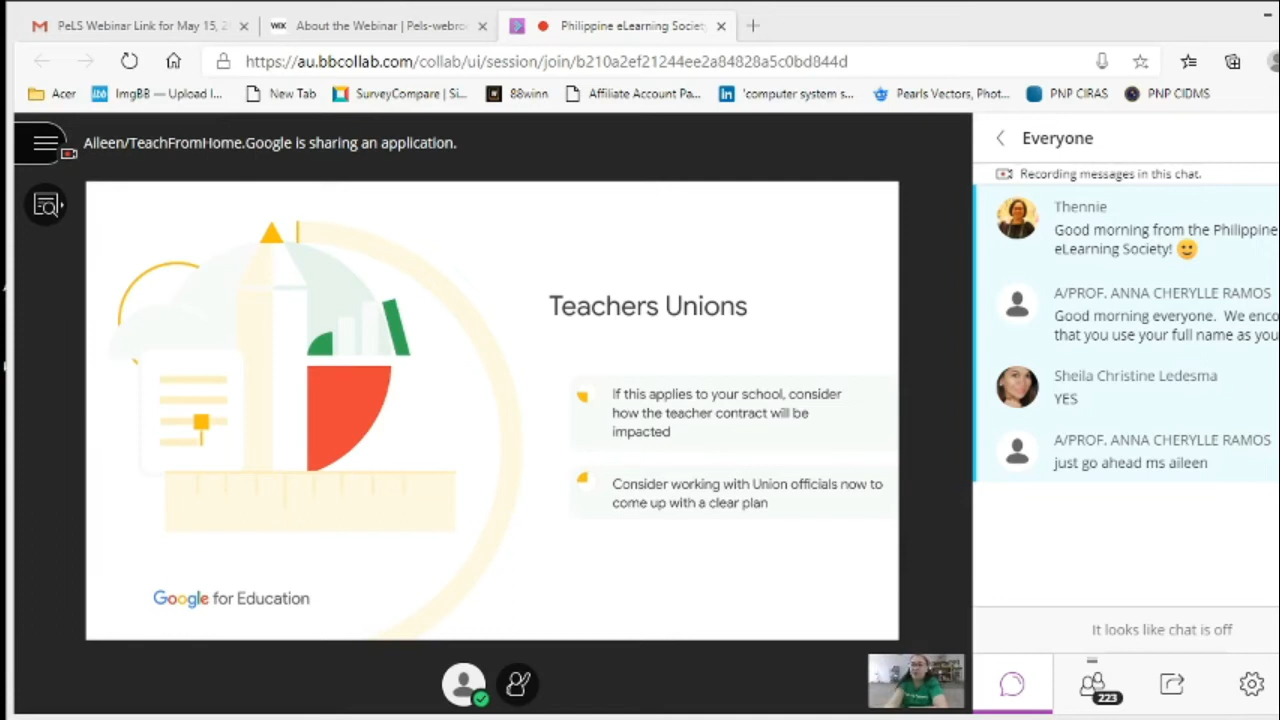 PeLS Webinar Link for May 15, 2
WIX About the Webinar | Pels-webro
Philippine eLearning Societ
https://au.bbcollab.com/collab/ui/session/join/b210a2ef21244ee2a84828a5c0bd844d
Acer
ImgBB — Upload I...
New Tab
SurveyCompare | Si...
88winn
Affiliate Account Pa...
'computer system s...
Pearls Vectors, Phot...
PNP CIRAS
PNP CIDMS
Aileen/TeachFromHome.Google is sharing an application.
Teachers Unions
If this applies to your school, consider
how the teacher contract will be
impacted
Consider working with Union officials now to
come up with a clear plan
Google for Education
Everyone
Recording messages in this chat.
Thennie
Good morning from the Philippine
eLearning Society! 🙂
A/PROF. ANNA CHERYLLE RAMOS
Good morning everyone. We enco
that you use your full name as you
Sheila Christine Ledesma
YES
A/PROF. ANNA CHERYLLE RAMOS
just go ahead ms aileen
It looks like chat is off
223